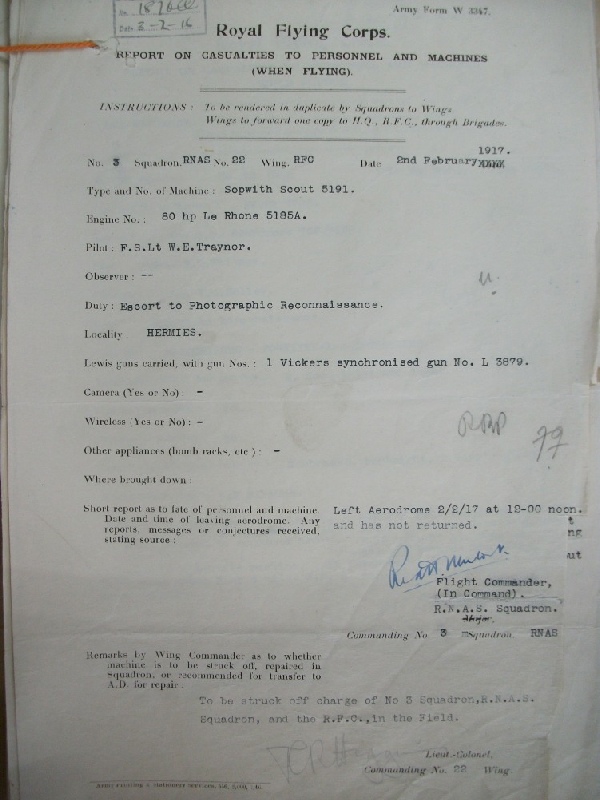 Army Form W 3347.
Royal Flying Corps.
REPORT ON CASUALTIES TO PERSONNEL AND MACHINES
(WHEN FLYING).
INSTRUCTIONS: To be rendered in duplicate by Squadrons to Wings.
Wings to forward one copy to H.Q., R.F.C., through Brigades.
1917.
No. 3 Squadron, RNAS No. 22 Wing, RFC Date 2nd February
Type and No. of Machine: Sopwith Scout 5191.
Engine No.: 80 hp Le Rhone 5185A.
Pilot: F.S.Lt W.E.Traynor.
Observer: --
Duty: Escort to Photographic Reconnaissance.
Locality HERMIES.
Lewis guns carried, with gun Nos.: 1 Vickers synchronised gun No. L 3879.
Camera (Yes or No) -
Wireless (Yes or No): -
Other appliances (bomb racks, etc): -
RRP
77
Where brought down:
Short report as to fate of personnel and machine. Left Aerodrome 2/2/17 at 12-00 noon.
Date and time of leaving aerodrome. Any and has not returned.
reports, messages or conjectures received,
stating source:
Flight Commander,
(In Command).
R.N.A.S. Squadron.
Major.
Commanding No. 3 Squadron RNAS
Remarks by Wing Commander as to whether
machine is to be struck off, repaired in
Squadron, or recommended for transfer to
A.D. for repair:
To be struck off charge of No 3 Squadron,R.N.A.S.
Squadron, and the R.F.C.,in the Field.
Lieut.-Colonel,
Commanding No. 22 Wing